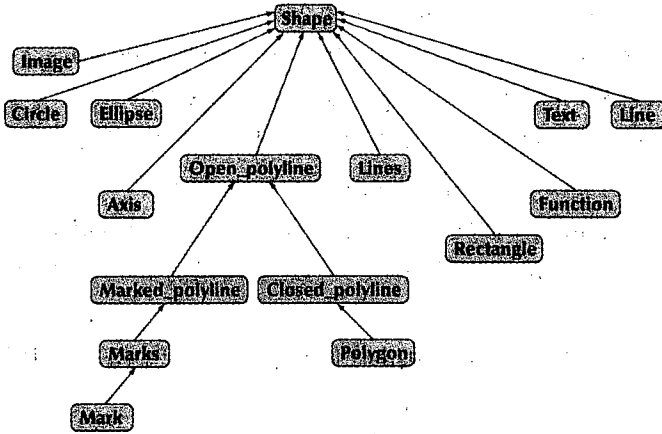 Shape
Image
Circle
Ellipse
Text
Line
Open_polyline
Lines
Axis
Function
Rectangle
Marked_polyline
Closed_polyline
Marks
Polygon
Mark